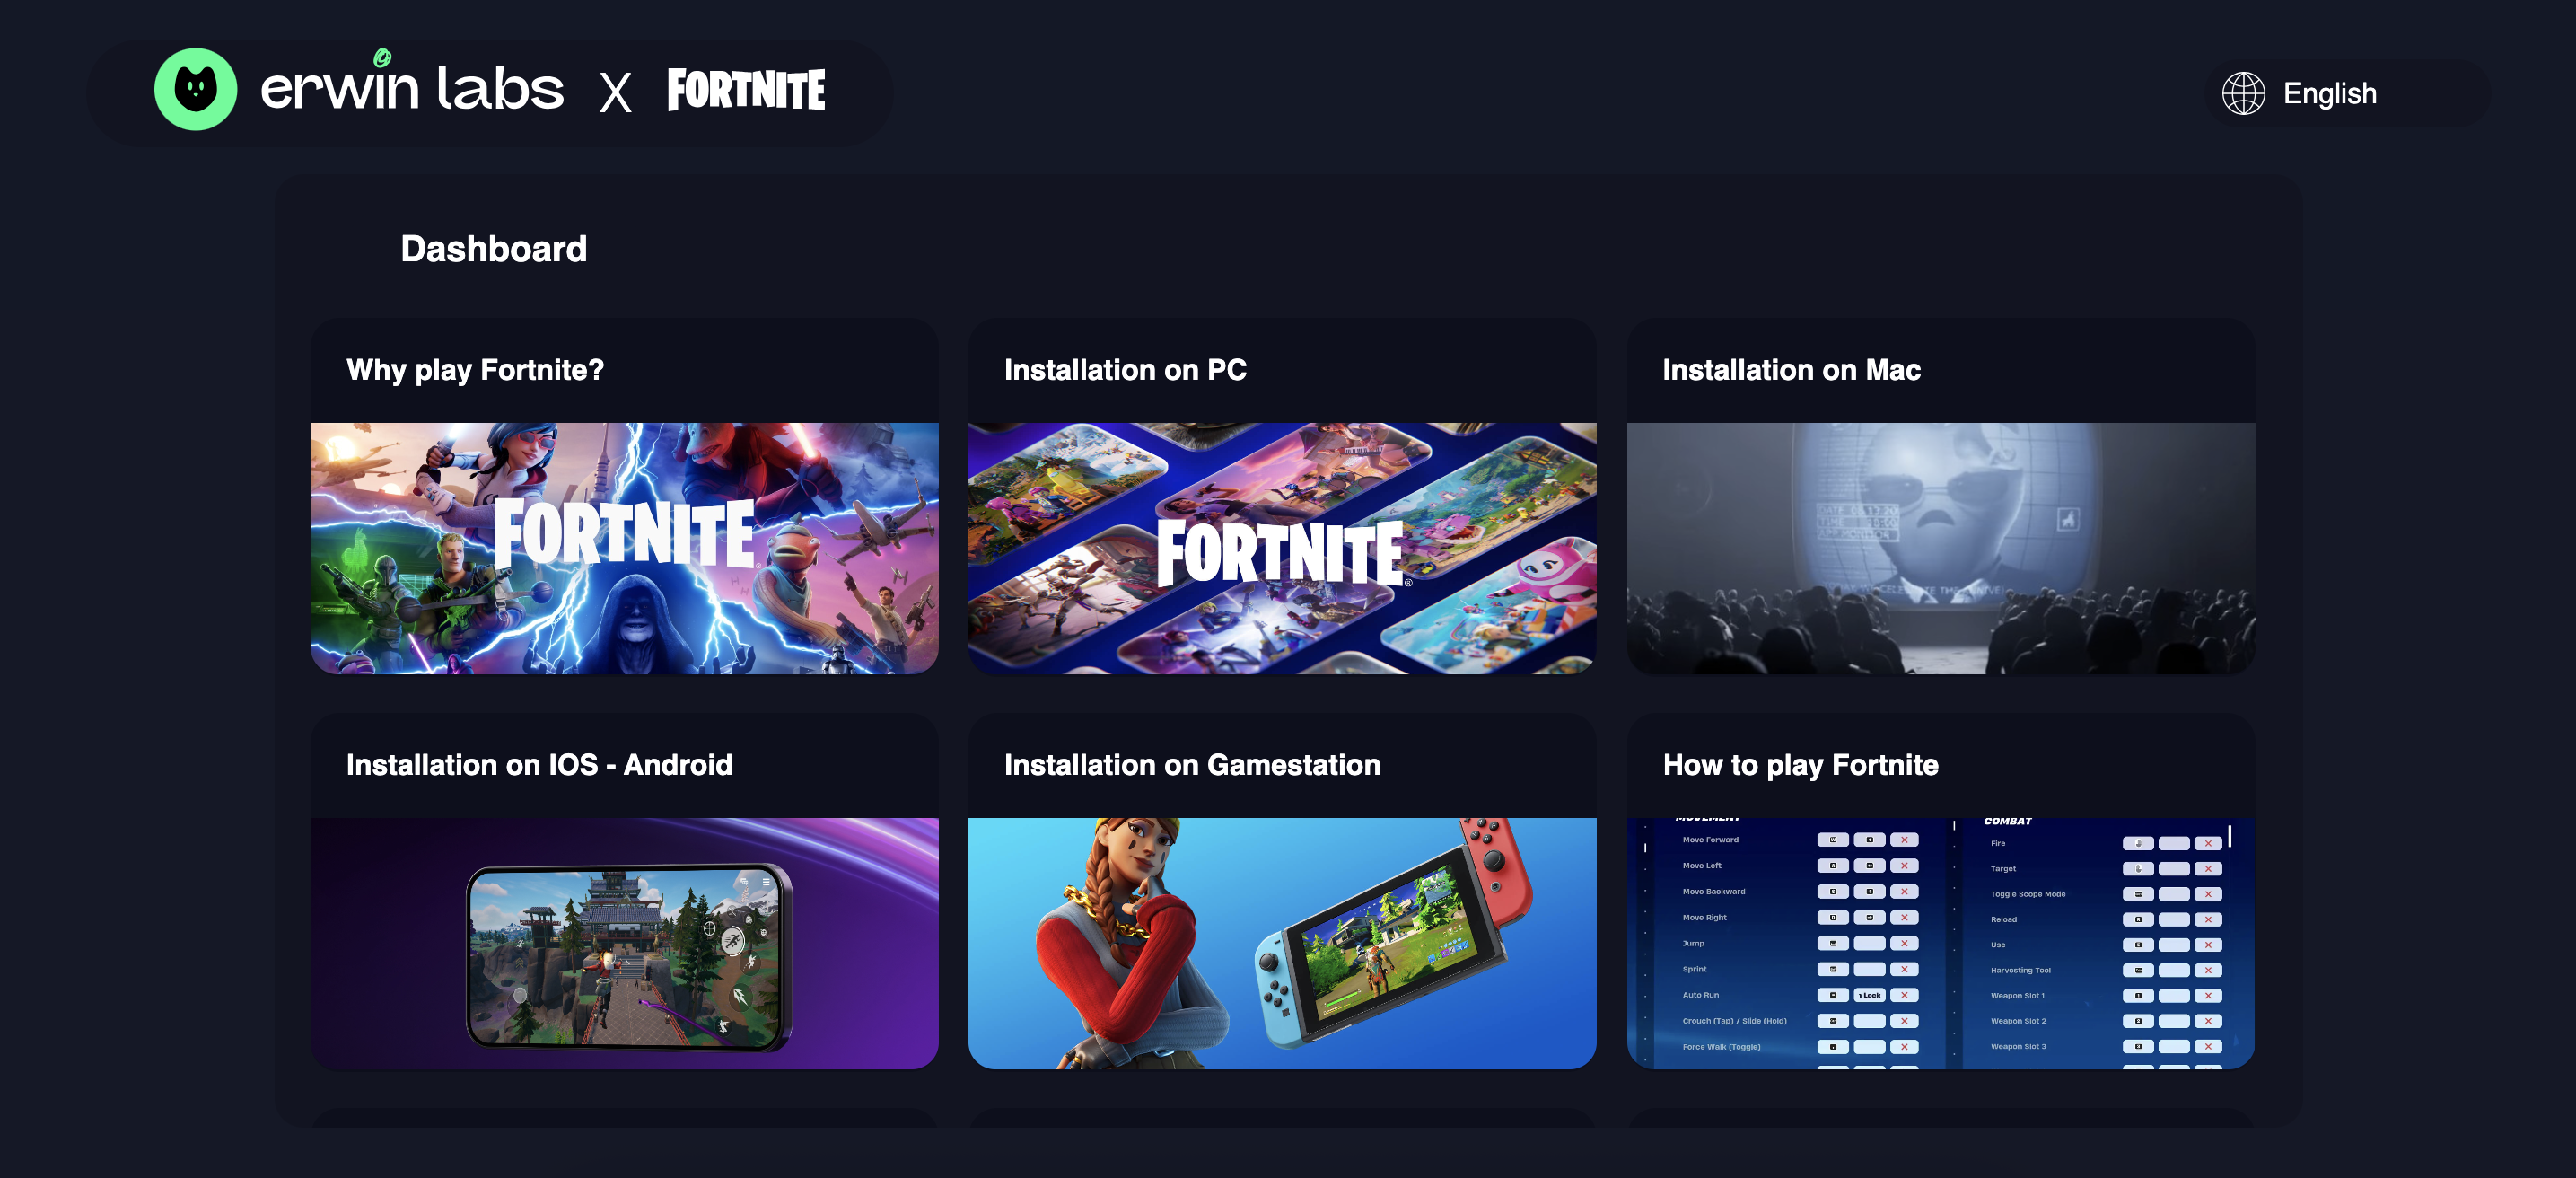 erwin labs X FORTNITE
English
Dashboard
Why play Fortnite?
Installation on PC
Installation on Mac
FORTNITE
FORTNITE
DATE
TIME
Installation on IOS - Android
Installation on Gamestation
How to play Fortnite
MOVEMENT
Move Forward
Move Left
Move Backward
Move Right
Jump
Sprint
Auto Run
Crouch (Tap) / Slide (Hold)
Force Walk (Toggle)
COMBAT
Fire
Target
Toggle Scope Mode
Reload
Use
Harvesting Tool
Weapon Slot 1
Weapon Slot 2
Weapon Slot 3